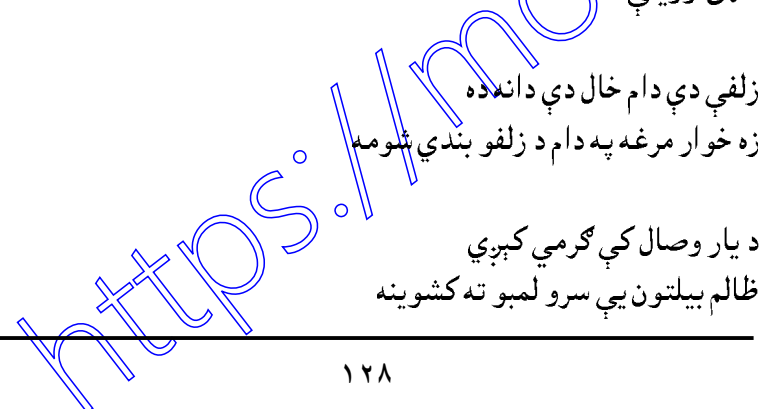 زلفې دې دام خال دې دانه ده
زه خوار مرغه په دام د زلفو بندي شومه
د يار وصال کې ګرمي کېږي
ظالم بيلتون يې سرو لمبو ته کشوينه
۱۲۸
https://mo